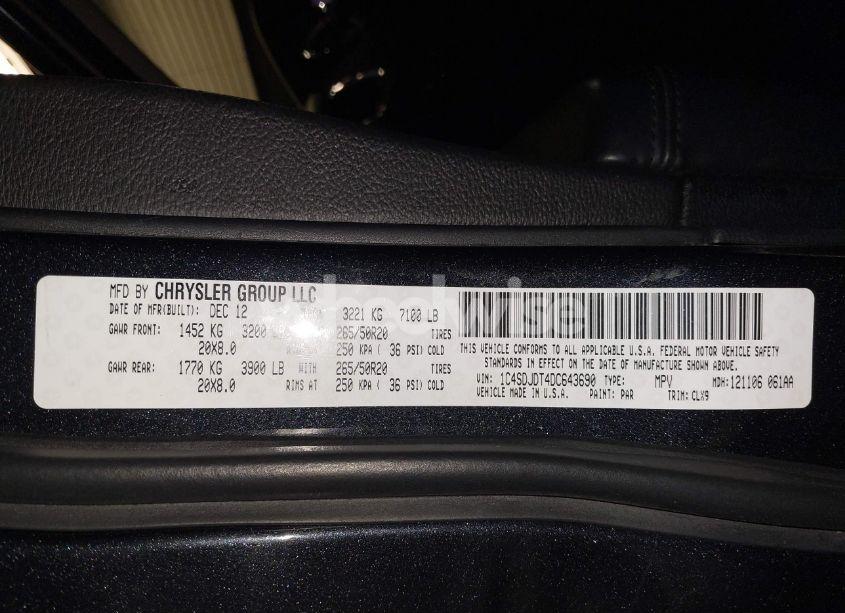 MFD BY CHRYSLER GROUP LLC
DATE OF MFR(BUILT): DEC 12 3221 KG 7100 LB
GAWR FRONT: 1452 KG 3200 265/50R20 TIRES
20X8.0 RIMS AT 250 KPA ( 36 PSI) COLD
GAWR REAR: 1770 KG 3900 LB WITH 265/50R20 TIRES
20X8.0 RIMS AT 250 KPA ( 36 PSI) COLD
THIS VEHICLE CONFORMS TO ALL APPLICABLE U.S.A. FEDERAL MOTOR VEHICLE SAFETY
STANDARDS IN EFFECT ON THE DATE OF MANUFACTURE SHOWN ABOVE.
VIN: 1C4SDJDT4DC643690 TYPE: MPV MDH: 121106 061AA
VEHICLE MADE IN U.S.A. PAINT: PAR TRIM: CLX9